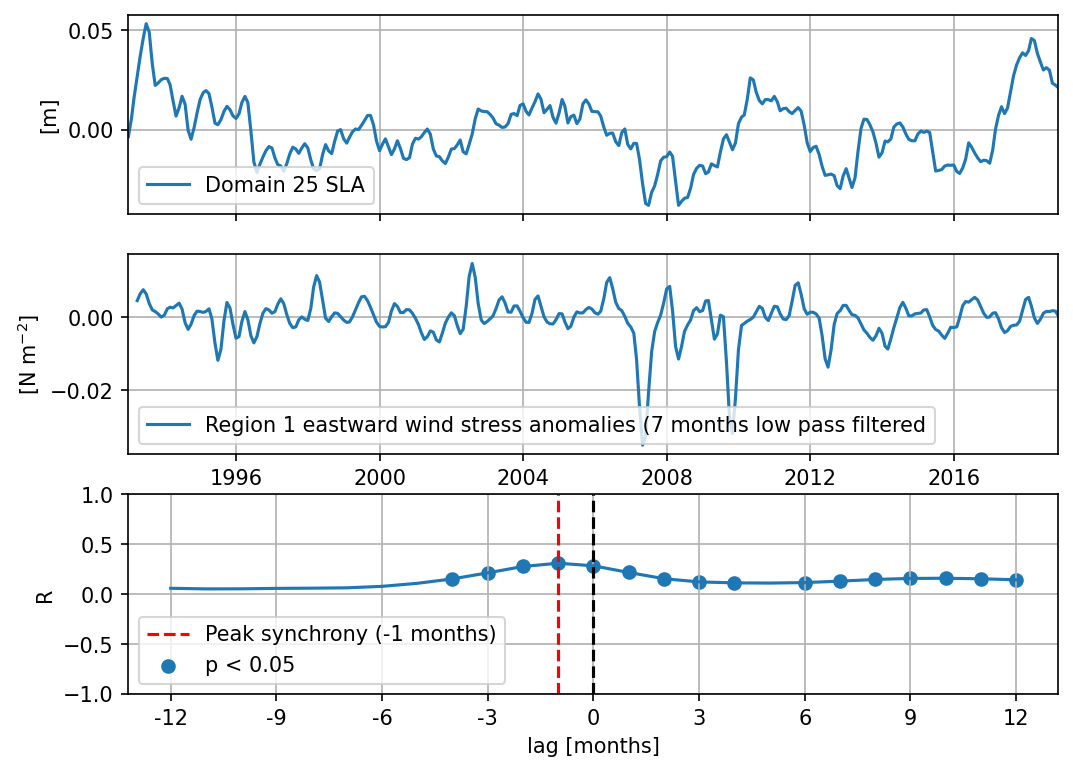 0.05
0.00
[m]
Domain 25 SLA
0.00
−0.02
[N m⁻²]
Region 1 eastward wind stress anomalies (7 months low pass filtered
1996 2000 2004 2008 2012 2016
1.0
0.5
0.0
−0.5
−1.0
R
Peak synchrony (-1 months)
p < 0.05
-12 -9 -6 -3 0 3 6 9 12
lag [months]